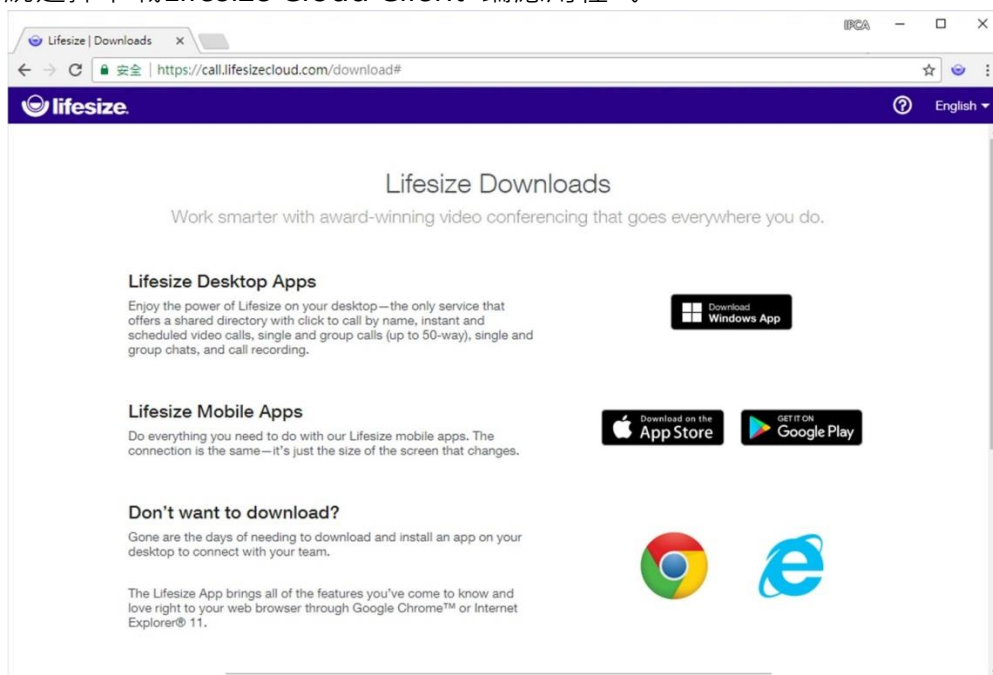 Lifesize Cloud Client
IFCA
Lifesize | Downloads
安全 | https://call.lifesizecloud.com/download#
lifesize.
? English
Lifesize Downloads
Work smarter with award-winning video conferencing that goes everywhere you do.
Lifesize Desktop Apps
Enjoy the power of Lifesize on your desktop—the only service that
offers a shared directory with click to call by name, instant and
scheduled video calls, single and group calls (up to 50-way), single and
group chats, and call recording.
Download
Windows App
Lifesize Mobile Apps
Do everything you need to do with our Lifesize mobile apps. The
connection is the same—it's just the size of the screen that changes.
Download on the
App Store
GET IT ON
Google Play
Don't want to download?
Gone are the days of needing to download and install an app on your
desktop to connect with your team.
The Lifesize App brings all of the features you've come to know and
love right to your web browser through Google Chrome™ or Internet
Explorer® 11.